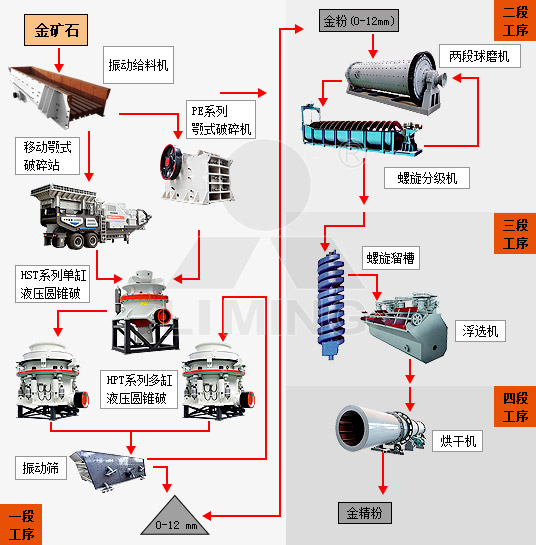 金矿石
振动给料机
PE系列
颚式破碎机
移动颚式
破碎站
HST系列单缸
液压圆锥破
HPT系列多缸
液压圆锥破
振动筛
0-12 mm
一段
工序
金粉(0-12mm)
二段
工序
两段球磨机
螺旋分级机
三段
工序
螺旋溜槽
浮选机
四段
工序
烘干机
金精粉
LIMING
®